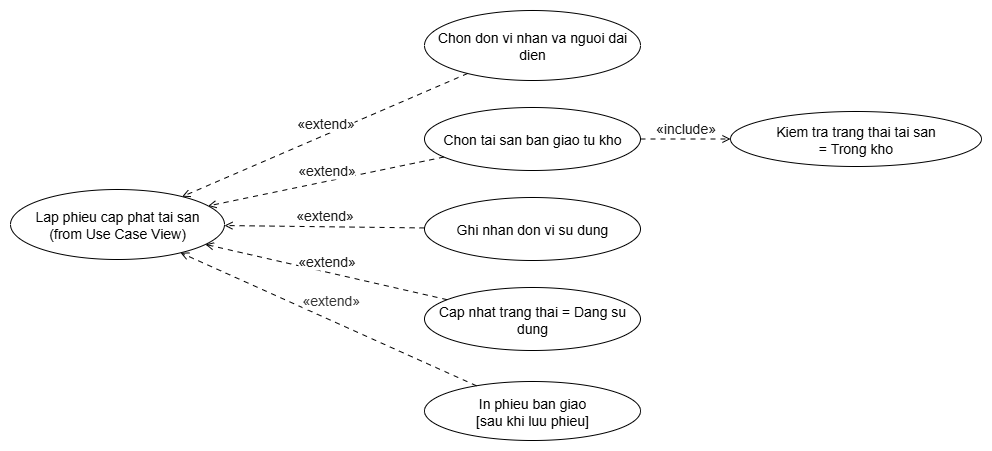 Chon don vi nhan va nguoi dai
dien
«extend»
Chon tai san ban giao tu kho
«include»
Kiem tra trang thai tai san
= Trong kho
«extend»
Lap phieu cap phat tai san
(from Use Case View)
«extend»
Ghi nhan don vi su dung
«extend»
Cap nhat trang thai = Dang su
dung
«extend»
In phieu ban giao
[sau khi luu phieu]